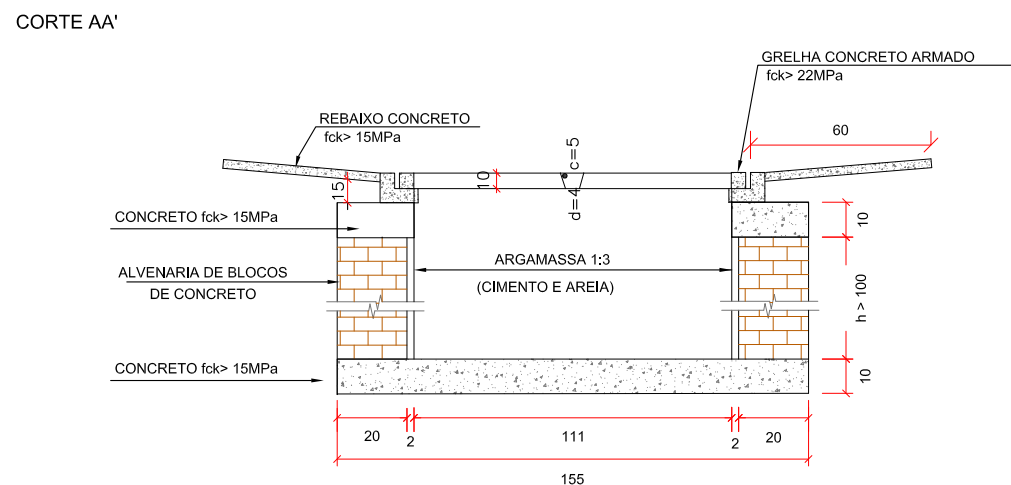 CORTE AA'
GRELHA CONCRETO ARMADO
fck> 22MPa
REBAIXO CONCRETO
fck> 15MPa
60
c=5
10
15
d=4
CONCRETO fck> 15MPa
10
ALVENARIA DE BLOCOS
DE CONCRETO
ARGAMASSA 1:3
(CIMENTO E AREIA)
h > 100
CONCRETO fck> 15MPa
10
20
2
111
2
20
155